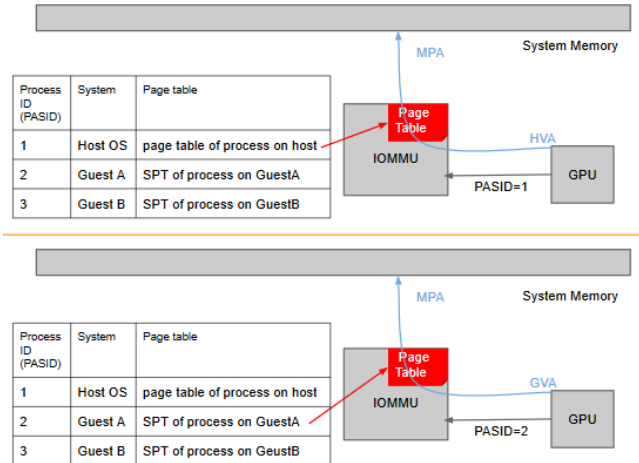 System Memory
MPA
Process ID (PASID) System Page table
1 Host OS page table of process on host
2 Guest A SPT of process on GuestA
3 Guest B SPT of process on GuestB
Page
Table
IOMMU
HVA
PASID=1
GPU
System Memory
MPA
Process ID (PASID) System Page table
1 Host OS page table of process on host
2 Guest A SPT of process on GuestA
3 Guest B SPT of process on GeustB
Page
Table
IOMMU
GVA
PASID=2
GPU